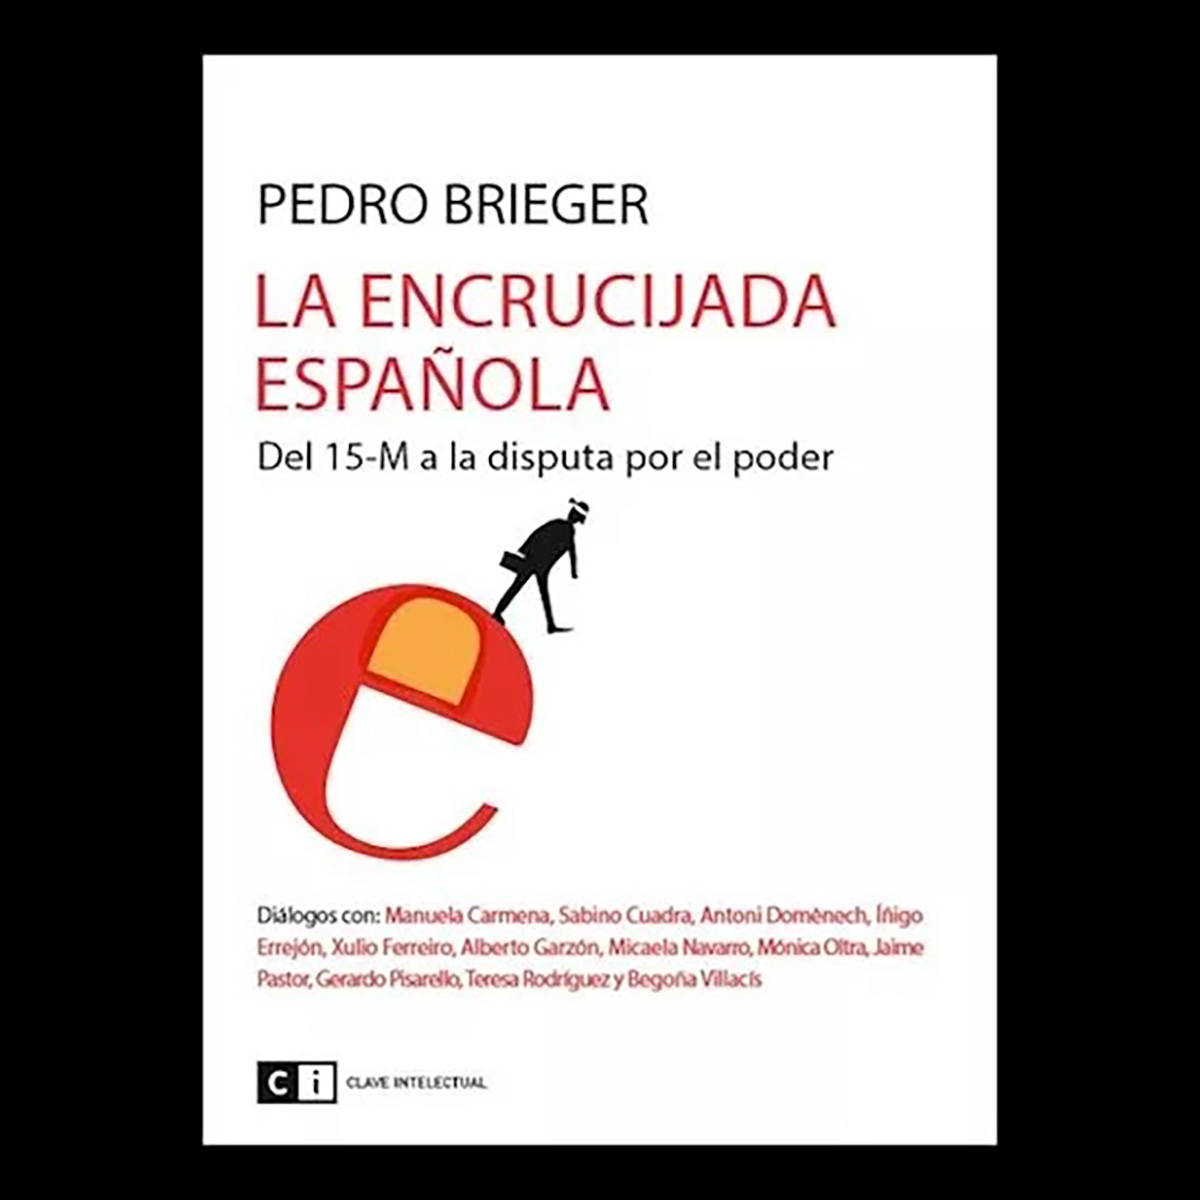 PEDRO BRIEGER
LA ENCRUCIJADA
ESPAÑOLA
Del 15-M a la disputa por el poder
e
Diálogos con: Manuela Carmena, Sabino Cuadra, Antoni Domènech, Íñigo
Errejón, Xulio Ferreiro, Alberto Garzón, Micaela Navarro, Mónica Oltra, Jaime
Pastor, Gerardo Pisarello, Teresa Rodríguez y Begoña Villacís
Ci CLAVE INTELECTUAL